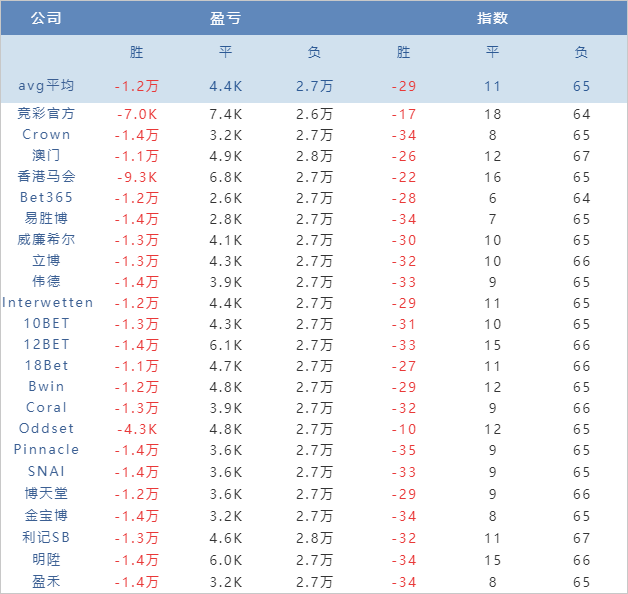 公司 盈亏 指数
胜 平 负 胜 平 负
avg平均 -1.2万 4.4K 2.7万 -29 11 65
竞彩官方 -7.0K 7.4K 2.6万 -17 18 64
Crown -1.4万 3.2K 2.7万 -34 8 65
澳门 -1.1万 4.9K 2.8万 -26 12 67
香港马会 -9.3K 6.8K 2.7万 -22 16 65
Bet365 -1.2万 2.6K 2.7万 -28 6 64
易胜博 -1.4万 2.8K 2.7万 -34 7 65
威廉希尔 -1.3万 4.1K 2.7万 -30 10 65
立博 -1.3万 4.3K 2.7万 -32 10 66
伟德 -1.4万 3.9K 2.7万 -33 9 65
Interwetten -1.2万 4.4K 2.7万 -29 11 65
10BET -1.3万 4.3K 2.7万 -31 10 65
12BET -1.4万 6.1K 2.7万 -33 15 66
18Bet -1.1万 4.7K 2.7万 -27 11 66
Bwin -1.2万 4.8K 2.7万 -29 12 65
Coral -1.3万 3.9K 2.7万 -32 9 66
Oddset -4.3K 4.8K 2.7万 -10 12 65
Pinnacle -1.4万 3.6K 2.7万 -35 9 65
SNAI -1.4万 3.6K 2.7万 -33 9 65
博天堂 -1.2万 3.6K 2.7万 -29 9 66
金宝博 -1.4万 3.2K 2.7万 -34 8 65
利记SB -1.3万 4.6K 2.8万 -32 11 67
明陞 -1.4万 6.0K 2.7万 -34 15 66
盈禾 -1.4万 3.2K 2.7万 -34 8 65